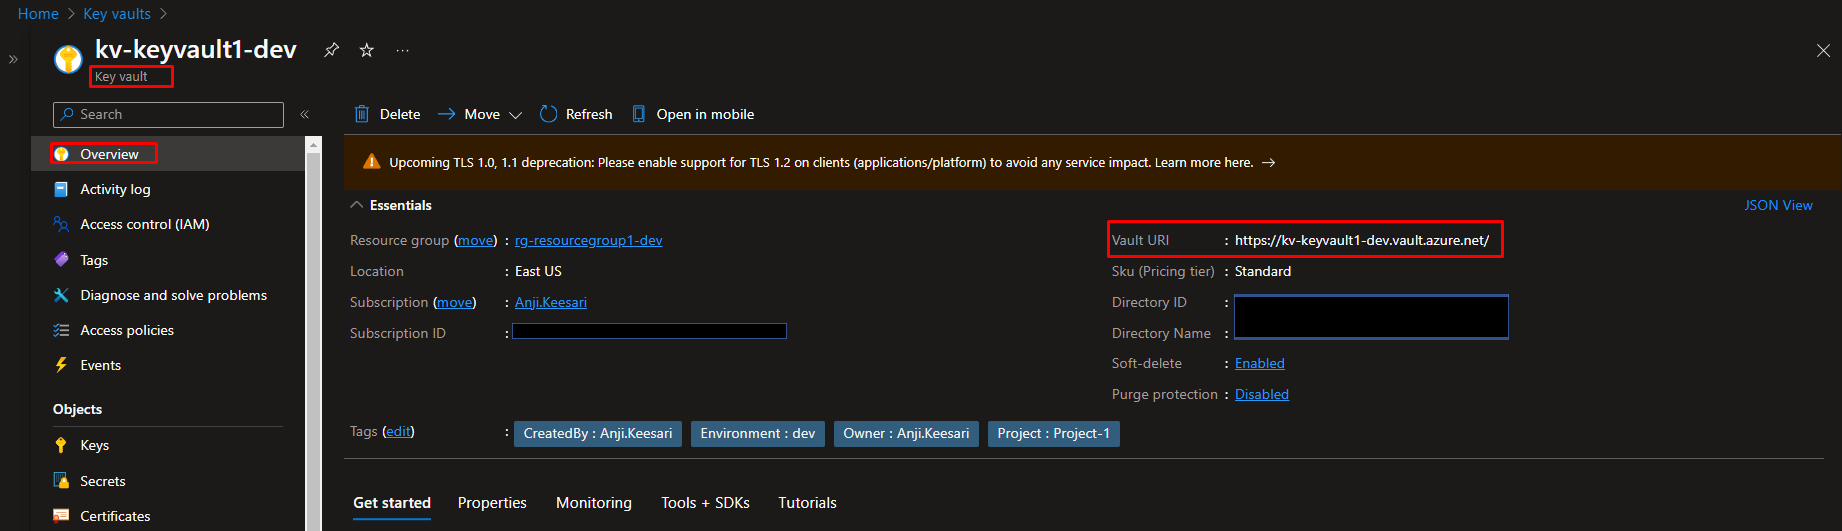 Home > Key vaults >
kv-keyvault1-dev
Key vault
Search
Overview
Activity log
Access control (IAM)
Tags
Diagnose and solve problems
Access policies
Events
Objects
Keys
Secrets
Certificates
Delete Move Refresh Open in mobile
Upcoming TLS 1.0, 1.1 deprecation: Please enable support for TLS 1.2 on clients (applications/platform) to avoid any service impact. Learn more here. →
Essentials
JSON View
Resource group (move) : rg-resourcegroup1-dev
Location : East US
Subscription (move) : Anji.Keesari
Subscription ID :
Vault URI : https://kv-keyvault1-dev.vault.azure.net/
Sku (Pricing tier) : Standard
Directory ID :
Directory Name :
Soft-delete : Enabled
Purge protection : Disabled
Tags (edit) : CreatedBy : Anji.Keesari Environment : dev Owner : Anji.Keesari Project : Project-1
Get started Properties Monitoring Tools + SDKs Tutorials